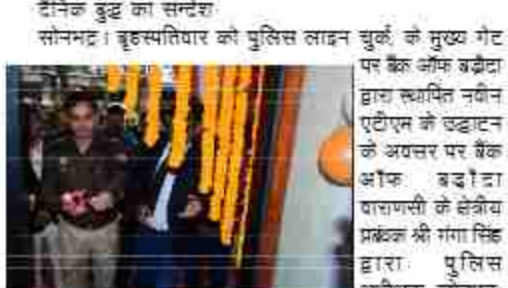 दैनिक बुद्ध का सन्देश
सोनभद्र। बृहस्पतिवार को पुलिस लाइन चुर्क, के मुख्य गेट
पर बैंक ऑफ बड़ौदा
द्वारा स्थापित नवीन
एटीएम के उद्घाटन
के अवसर पर बैंक
ऑफ बड़ौदा
वाराणसी के क्षेत्रीय
प्रबंधक श्री गंगा सिंह
द्वारा पुलिस